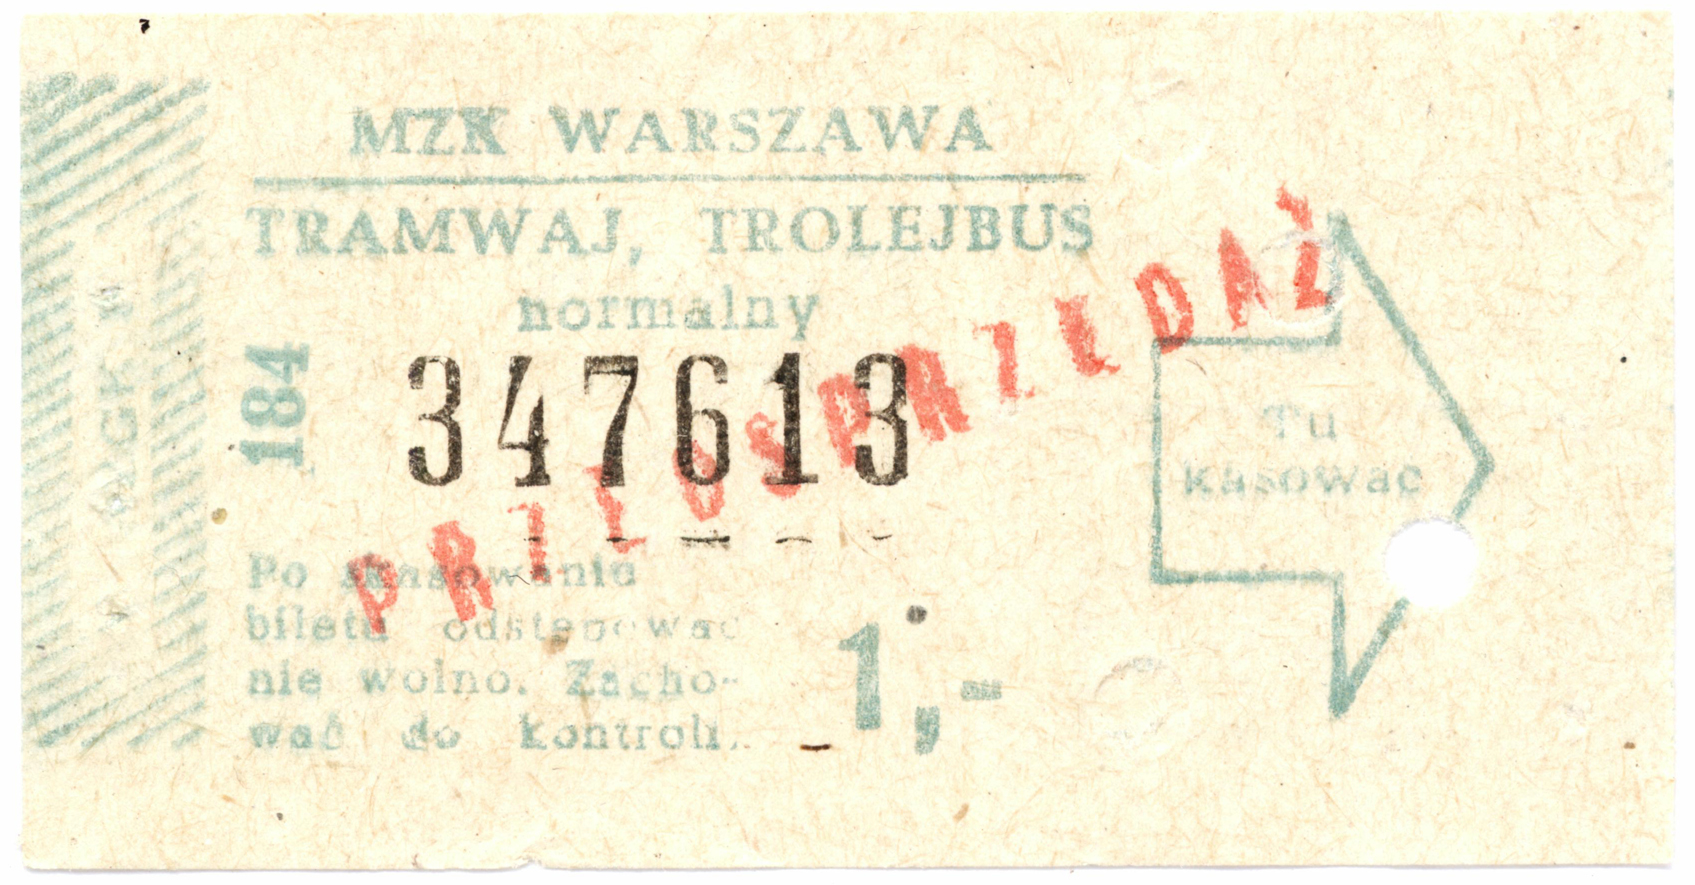 MZK WARSZAWA
TRAMWAJ, TROLEJBUS
normalny
184
347613
PRZEDSPRZEDAŻ
Tu
kasować
Po skasowaniu
biletu odstępować
nie wolno. Zacho-
wać do kontroli.
1,-